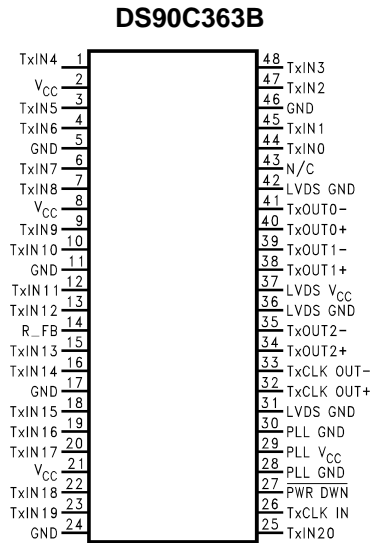 DS90C363B
TxIN4 1
VCC 2
TxIN5 3
TxIN6 4
GND 5
TxIN7 6
TxIN8 7
VCC 8
TxIN9 9
TxIN10 10
GND 11
TxIN11 12
TxIN12 13
R_FB 14
TxIN13 15
TxIN14 16
GND 17
TxIN15 18
TxIN16 19
TxIN17 20
VCC 21
TxIN18 22
TxIN19 23
GND 24
48 TxIN3
47 TxIN2
46 GND
45 TxIN1
44 TxIN0
43 N/C
42 LVDS GND
41 TxOUT0-
40 TxOUT0+
39 TxOUT1-
38 TxOUT1+
37 LVDS VCC
36 LVDS GND
35 TxOUT2-
34 TxOUT2+
33 TxCLK OUT-
32 TxCLK OUT+
31 LVDS GND
30 PLL GND
29 PLL VCC
28 PLL GND
27 PWR DWN
26 TxCLK IN
25 TxIN20